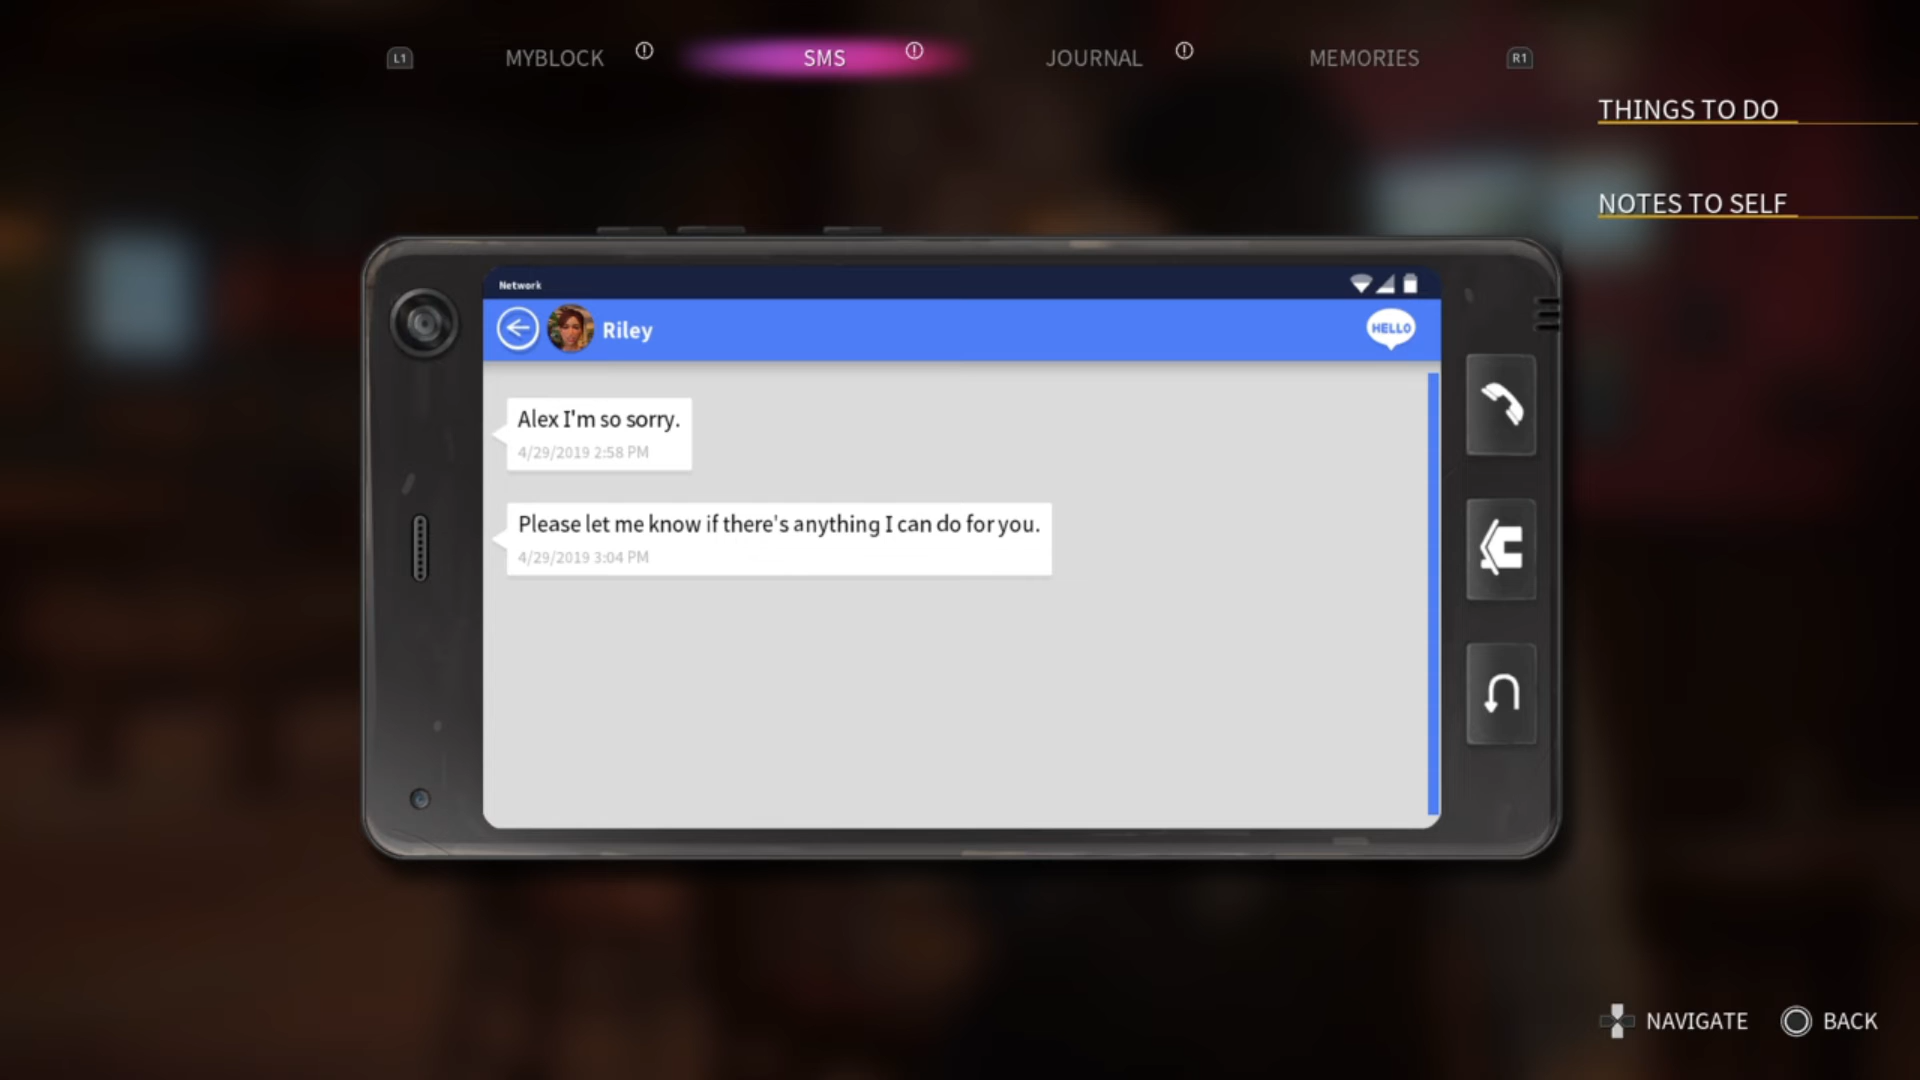 L1
MYBLOCK
SMS
JOURNAL
MEMORIES
R1
THINGS TO DO
NOTES TO SELF
Network
Riley
HELLO
Alex I'm so sorry.
4/29/2019 2:58 PM
Please let me know if there's anything I can do for you.
4/29/2019 3:04 PM
NAVIGATE
BACK